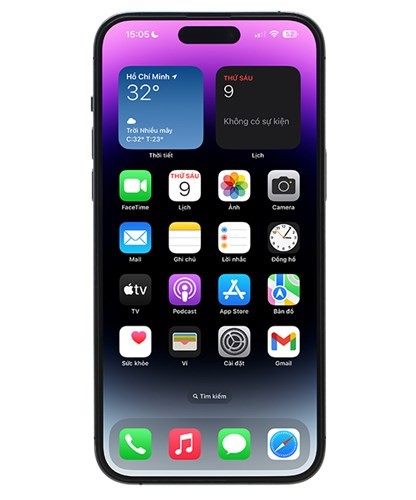 15:05
52
Hồ Chí Minh
32°
Trời Nhiều mây
C:32° T:23°
Thời tiết
THỨ SÁU
9
Không có sự kiện
Lịch
FaceTime
THỨ SÁU
9
Lịch
Ảnh
Camera
Mail
Ghi chú
Lời nhắc
Đồng hồ
tv
TV
Podcast
App Store
Bản đồ
Sức khỏe
Ví
Cài đặt
Gmail
Tìm kiếm